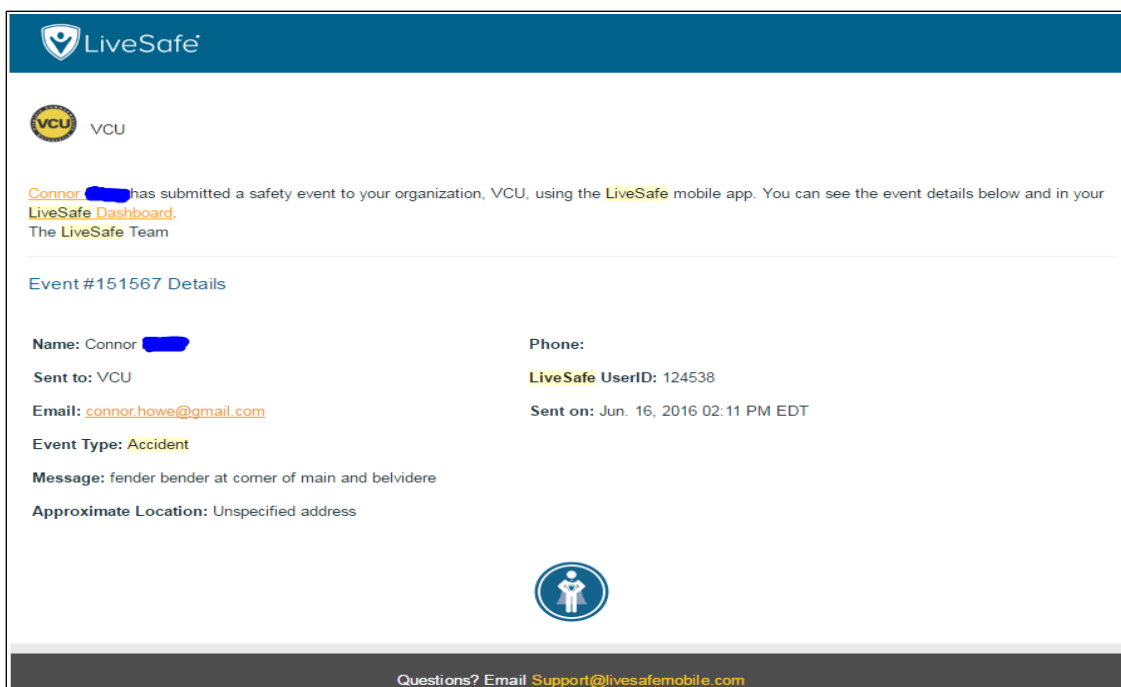 LiveSafe
VCU VCU
Connor has submitted a safety event to your organization, VCU, using the LiveSafe mobile app. You can see the event details below and in your
LiveSafe Dashboard.
The LiveSafe Team
Event #151567 Details
Name: Connor
Phone:
Sent to: VCU
LiveSafe UserID: 124538
Email: connor.howe@gmail.com
Sent on: Jun. 16, 2016 02:11 PM EDT
Event Type: Accident
Message: fender bender at corner of main and belvidere
Approximate Location: Unspecified address
Questions? Email Support@livesafemobile.com